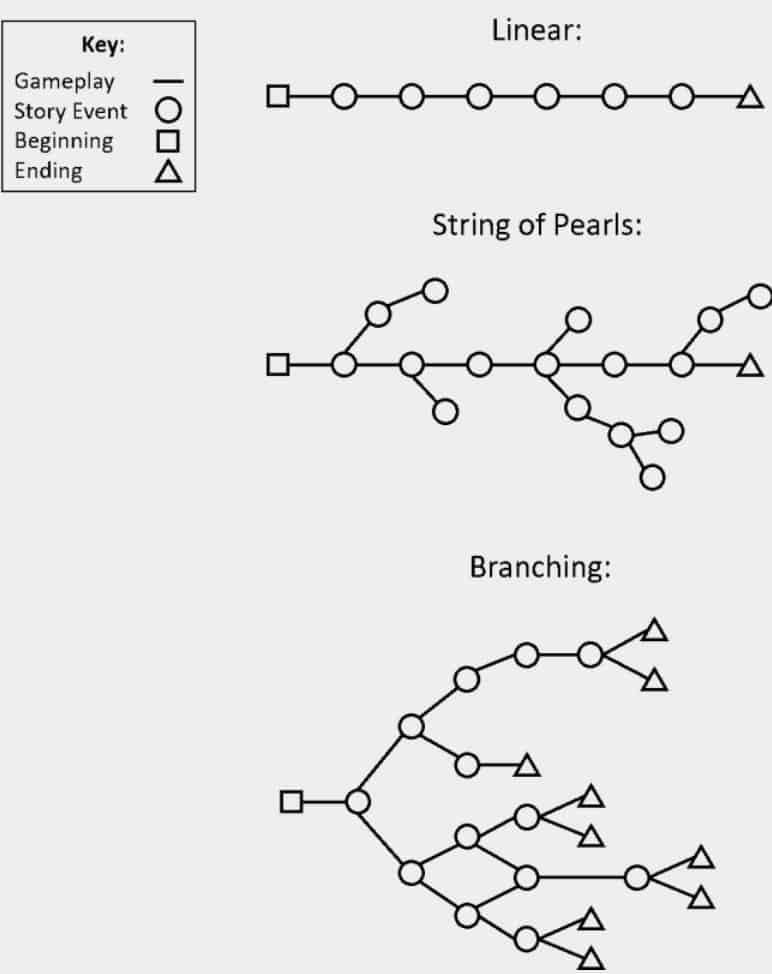 Linear:
Key:
Gameplay
Story Event
Beginning
Ending
String of Pearls:
Branching: